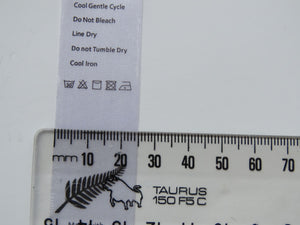 Cool Gentle Cycle
Do Not Bleach
Line Dry
Do not Tumble Dry
Cool Iron
mm 10 20 30 40 50 60 70
TAURUS
150 F5 C